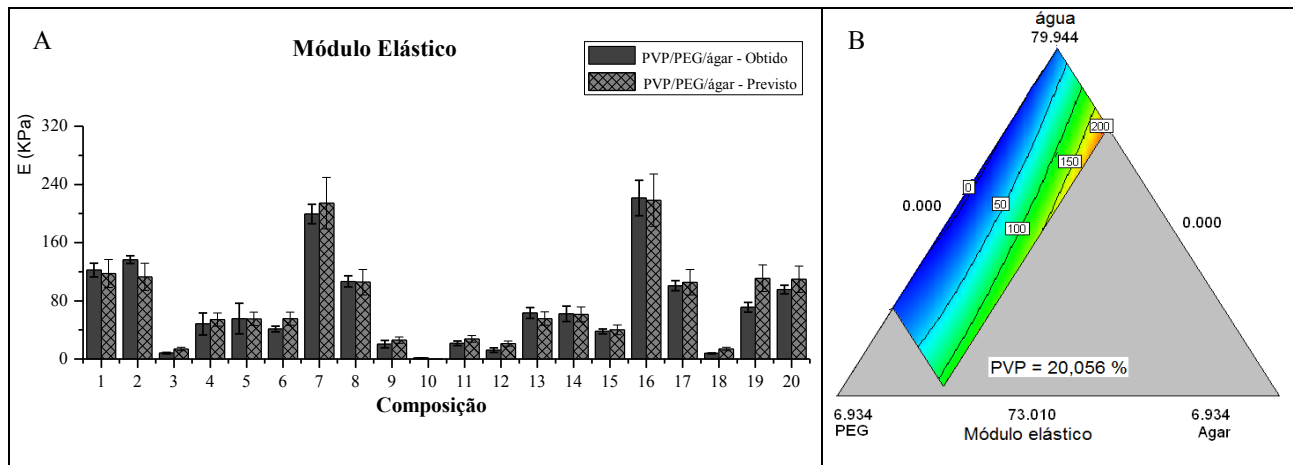 A
Módulo Elástico
PVP/PEG/ágar - Obtido
PVP/PEG/ágar - Previsto
E (KPa)
320
240
160
80
0
1 2 3 4 5 6 7 8 9 10 11 12 13 14 15 16 17 18 19 20
Composição
B
água
79.944
200
150
0
50
100
0.000
0.000
PVP = 20,056 %
6.934 73.010 6.934
PEG Módulo elástico Agar